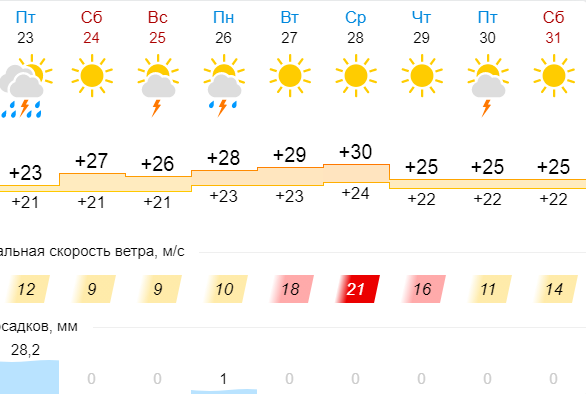 Пт Сб Вс Пн Вт Ср Чт Пт Сб
23 24 25 26 27 28 29 30 31
+23 +27 +26 +28 +29 +30 +25 +25 +25
+21 +21 +21 +23 +23 +24 +22 +22 +22
альная скорость ветра, м/с
12 9 9 10 18 21 16 11 14
осадков, мм
28,2 0 0 1 0 0 0 0 0